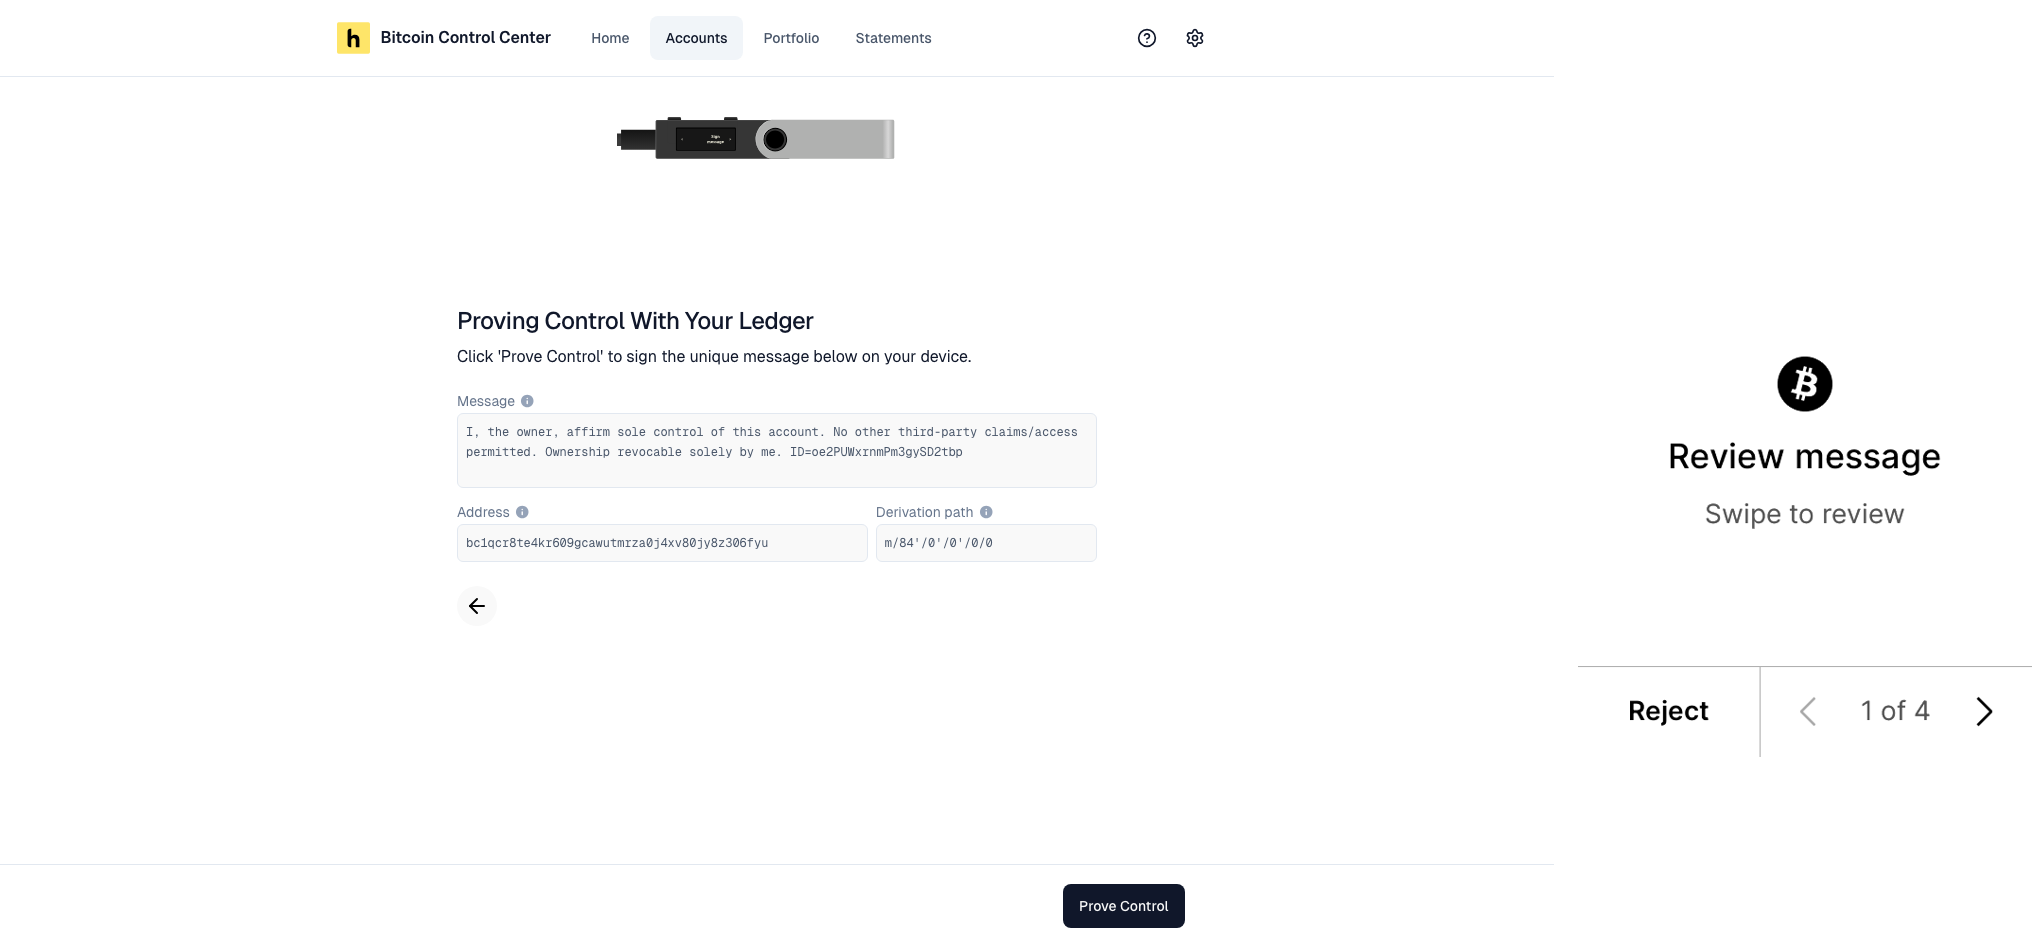 h Bitcoin Control Center Home Accounts Portfolio Statements
Sign
message
Proving Control With Your Ledger
Click 'Prove Control' to sign the unique message below on your device.
Message
I, the owner, affirm sole control of this account. No other third-party claims/access
permitted. Ownership revocable solely by me. ID=oe2PUWxrnmPm3gySD2tbp
Address Derivation path
bc1qcr8te4kr609gcawutmrza0j4xv80jy8z306fyu m/84'/0'/0'/0/0
Prove Control
Review message
Swipe to review
Reject 1 of 4